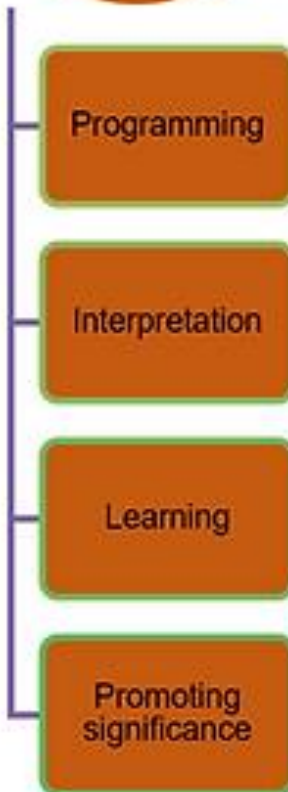 Programming
Interpretation
Learning
Promoting
significance